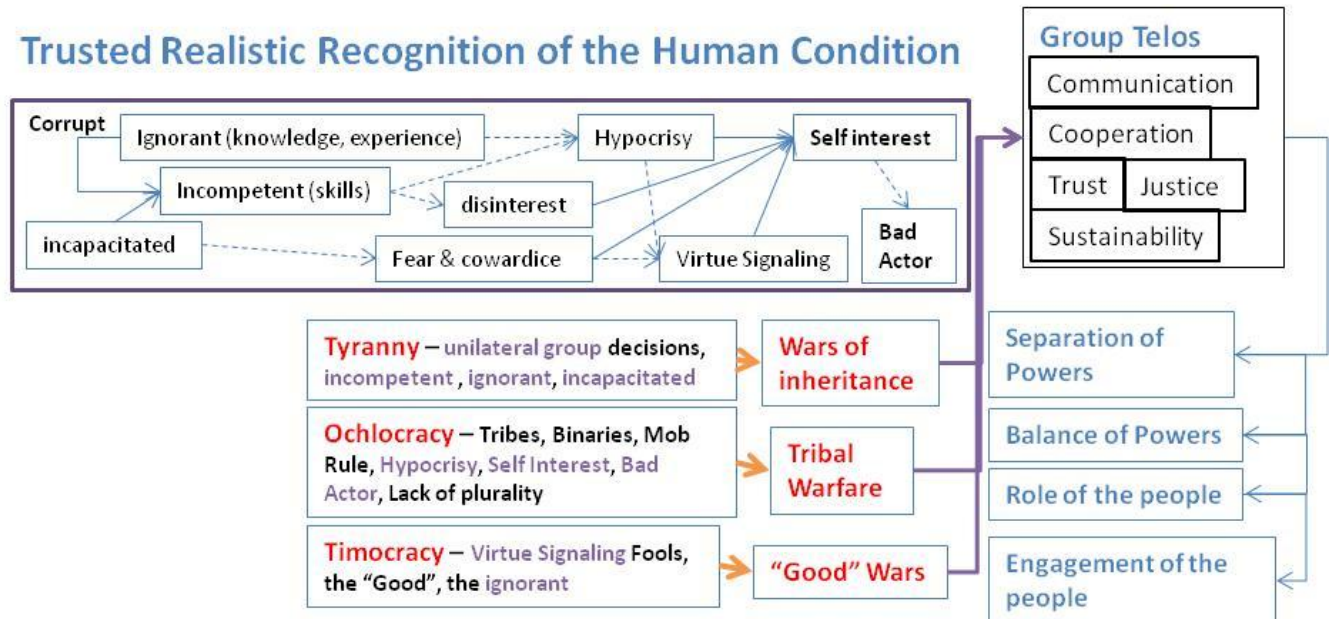 Trusted Realistic Recognition of the Human Condition
Corrupt
Ignorant (knowledge, experience)
Hypocrisy
Self interest
Incompetent (skills)
disinterest
incapacitated
Fear & cowardice
Virtue Signaling
Bad
Actor
Group Telos
Communication
Cooperation
Trust
Justice
Sustainability
Tyranny – unilateral group decisions,
incompetent , ignorant, incapacitated
Wars of
inheritance
Ochlocracy – Tribes, Binaries, Mob
Rule, Hypocrisy, Self Interest, Bad
Actor, Lack of plurality
Tribal
Warfare
Timocracy – Virtue Signaling Fools,
the “Good”, the ignorant
“Good” Wars
Separation of
Powers
Balance of Powers
Role of the people
Engagement of the
people